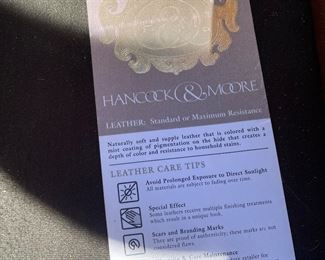 HANCOCK & MOORE
LEATHER: Standard or Maximum Resistance
Naturally soft and supple leather that is colored with a
mist coating of pigmentation on the hide that creates a
depth of color and resistance to household stains.
LEATHER CARE TIPS
Avoid Prolonged Exposure to Direct Sunlight
All materials are subject to fading over time.
Special Effect
Some leathers receive multiple finishing treatments
which result in a unique look.
Scars and Branding Marks
They are proof of authenticity; these marks are not
considered flaws.
& Care Maintenance
retailer for